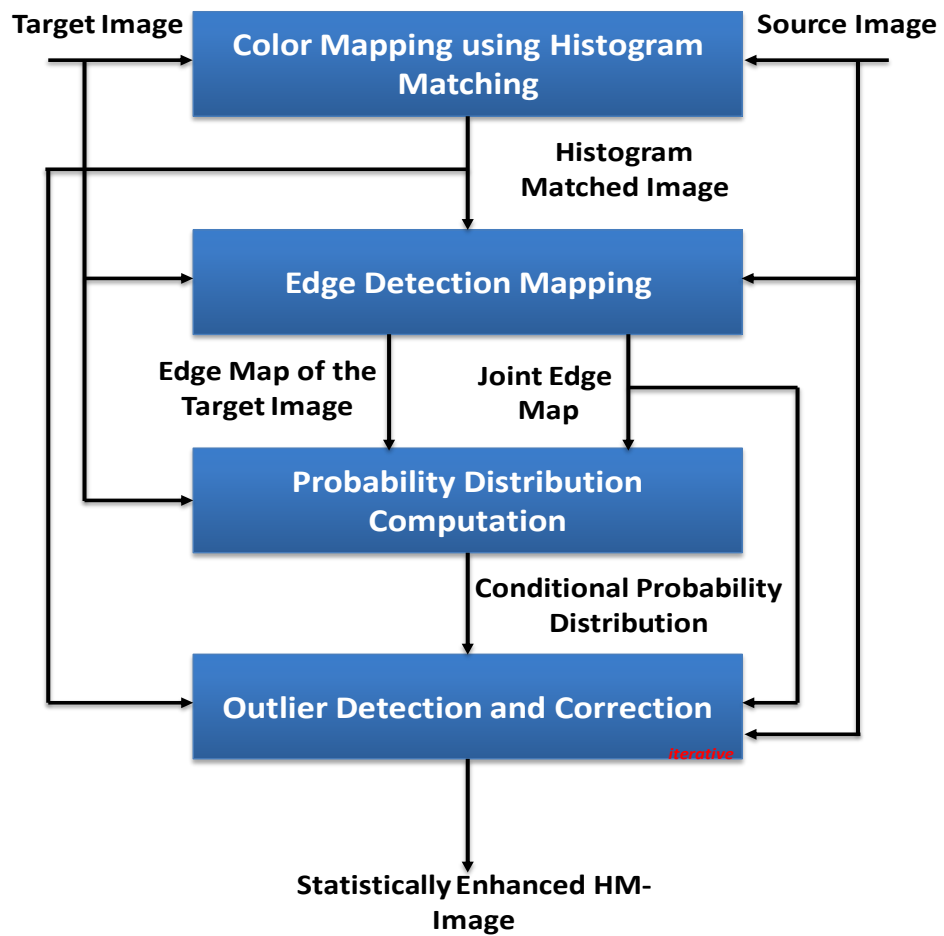 Target Image
Source Image
Color Mapping using Histogram
Matching
Histogram
Matched Image
Edge Detection Mapping
Edge Map of the
Target Image
Joint Edge
Map
Probability Distribution
Computation
Conditional Probability
Distribution
Outlier Detection and Correction
iterative
Statistically Enhanced HM-
Image